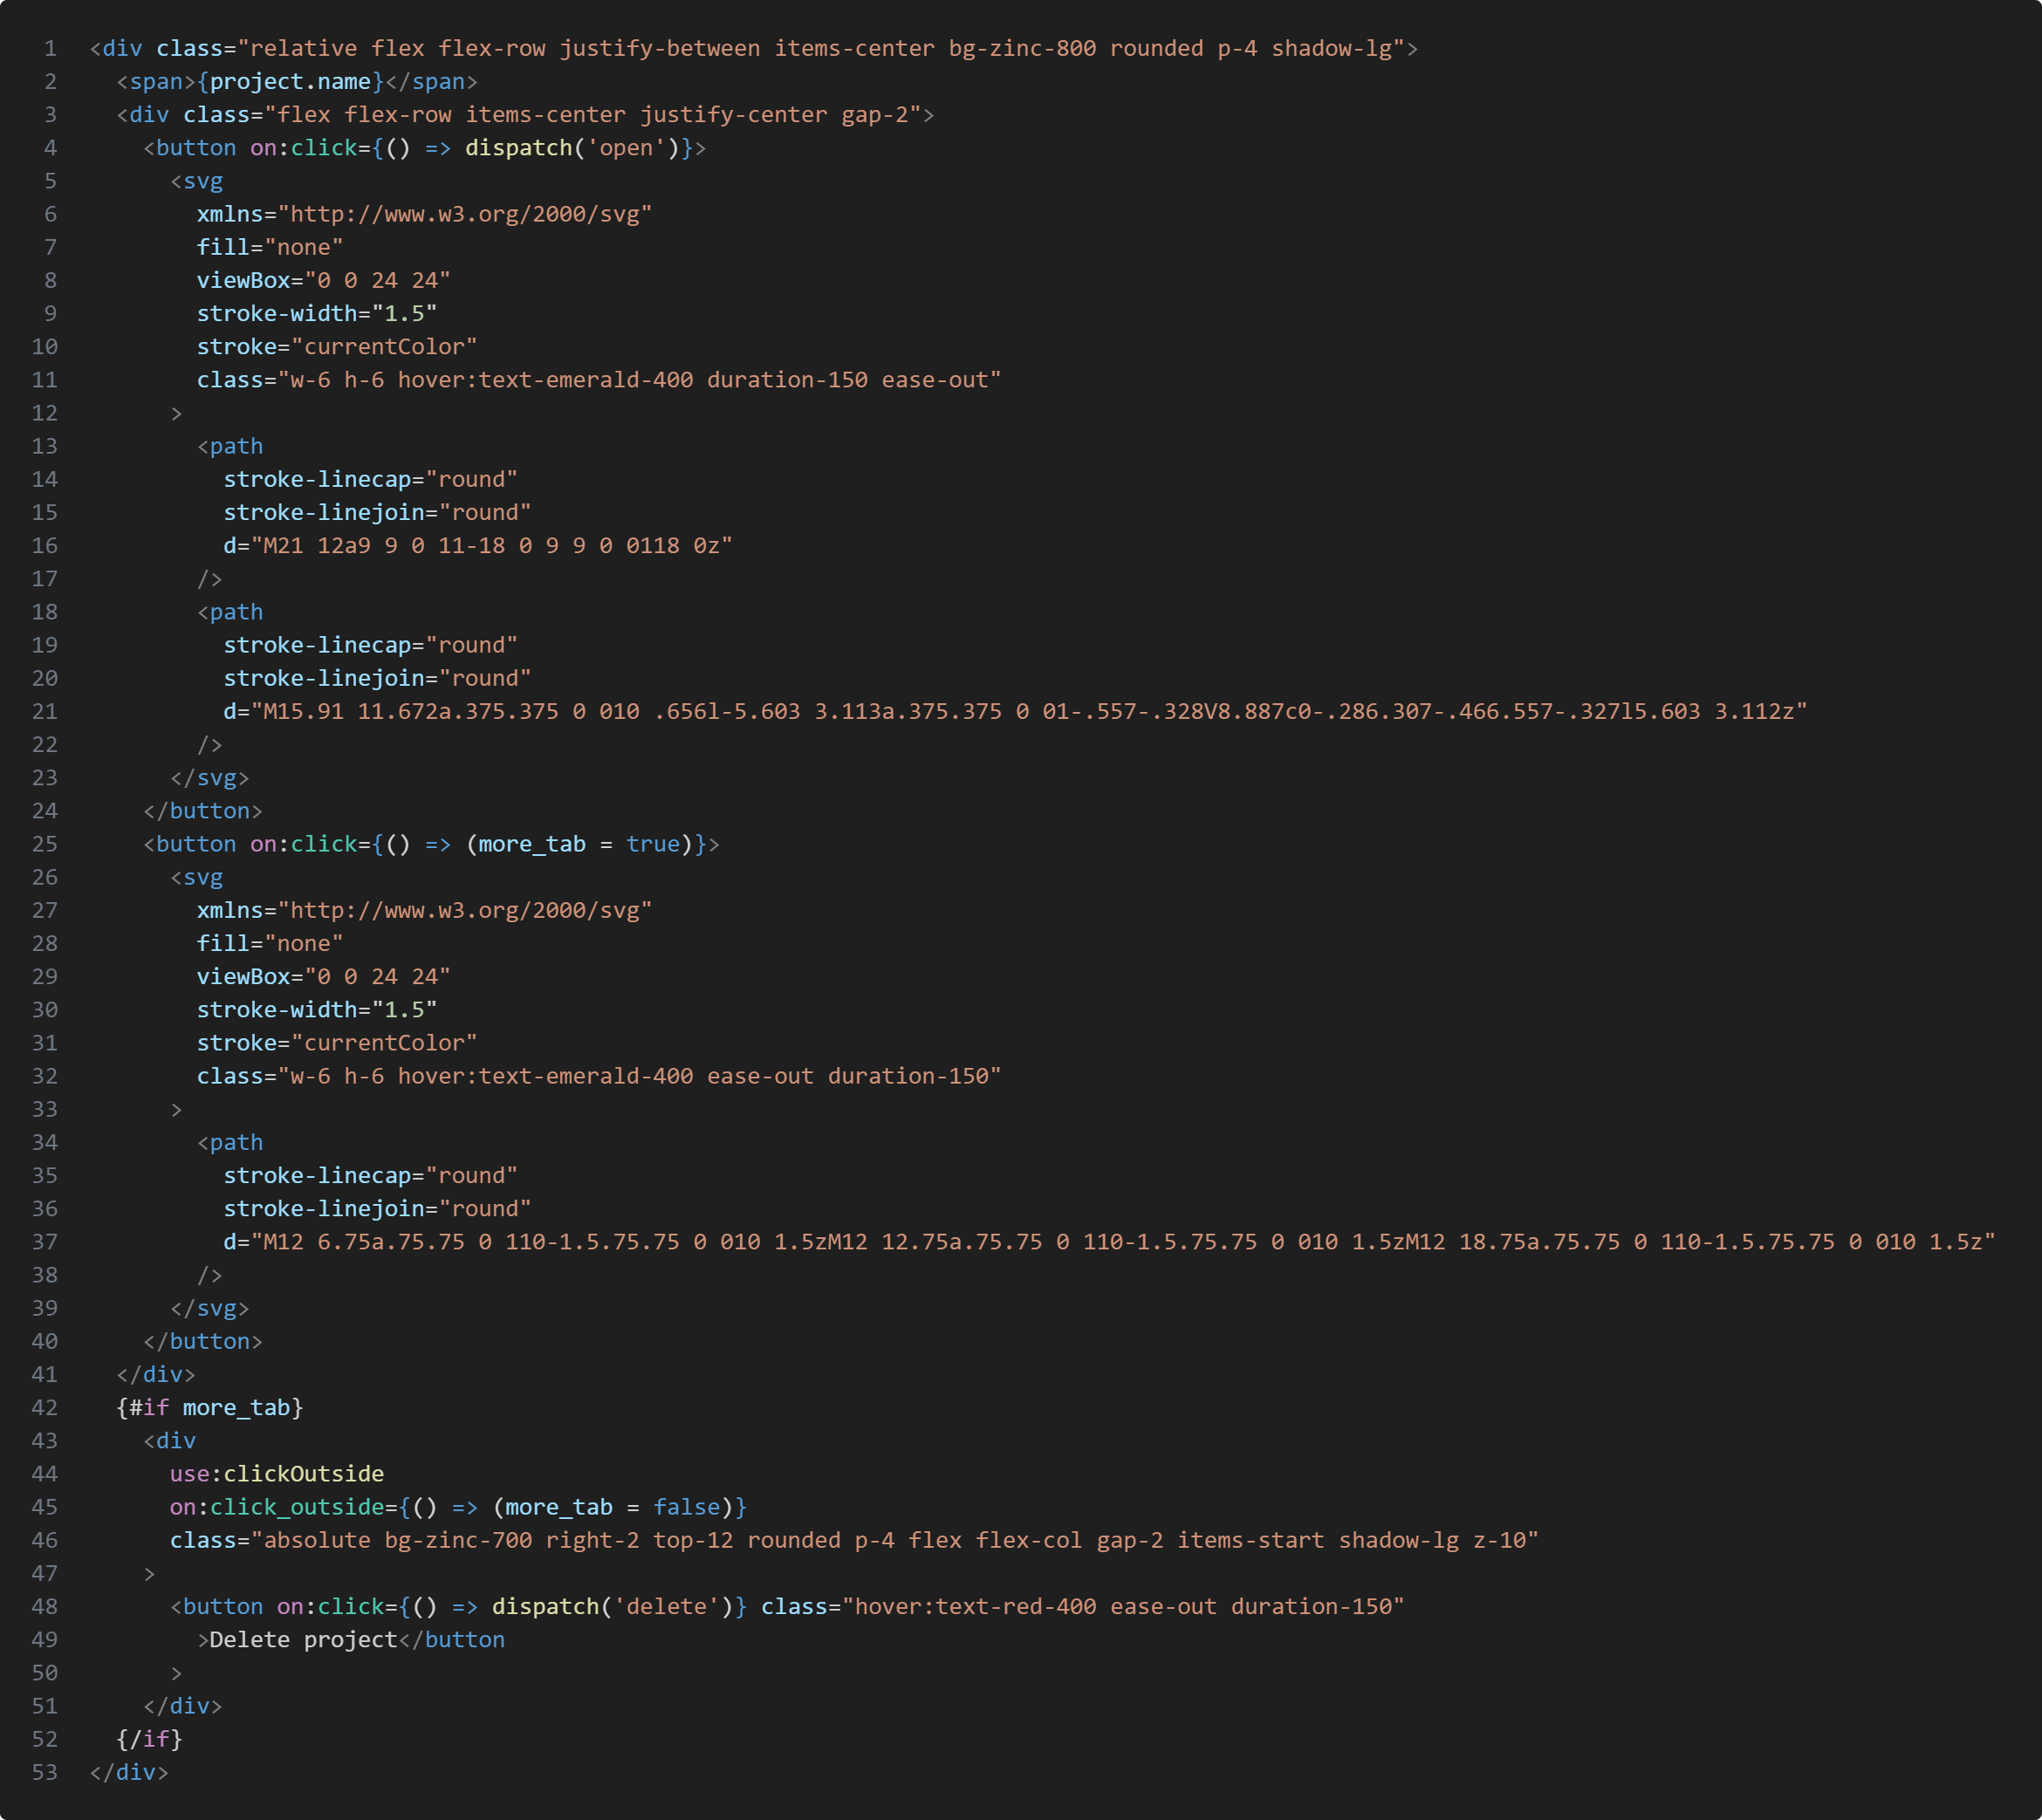 1 <div class="relative flex flex-row justify-between items-center bg-zinc-800 rounded p-4 shadow-lg">
2   <span>{project.name}</span>
3   <div class="flex flex-row items-center justify-center gap-2">
4     <button on:click={() => dispatch('open')}>
5       <svg
6         xmlns="http://www.w3.org/2000/svg"
7         fill="none"
8         viewBox="0 0 24 24"
9         stroke-width="1.5"
10         stroke="currentColor"
11         class="w-6 h-6 hover:text-emerald-400 duration-150 ease-out"
12       >
13         <path
14           stroke-linecap="round"
15           stroke-linejoin="round"
16           d="M21 12a9 9 0 11-18 0 9 9 0 0118 0z"
17         />
18         <path
19           stroke-linecap="round"
20           stroke-linejoin="round"
21           d="M15.91 11.672a.375.375 0 010 .656l-5.603 3.113a.375.375 0 01-.557-.328V8.887c0-.286.307-.466.557-.327l5.603 3.112z"
22         />
23       </svg>
24     </button>
25     <button on:click={() => (more_tab = true)}>
26       <svg
27         xmlns="http://www.w3.org/2000/svg"
28         fill="none"
29         viewBox="0 0 24 24"
30         stroke-width="1.5"
31         stroke="currentColor"
32         class="w-6 h-6 hover:text-emerald-400 ease-out duration-150"
33       >
34         <path
35           stroke-linecap="round"
36           stroke-linejoin="round"
37           d="M12 6.75a.75.75 0 110-1.5.75.75 0 010 1.5zM12 12.75a.75.75 0 110-1.5.75.75 0 010 1.5zM12 18.75a.75.75 0 110-1.5.75.75 0 010 1.5z"
38         />
39       </svg>
40     </button>
41   </div>
42   {#if more_tab}
43     <div
44       use:clickOutside
45       on:click_outside={() => (more_tab = false)}
46       class="absolute bg-zinc-700 right-2 top-12 rounded p-4 flex flex-col gap-2 items-start shadow-lg z-10"
47     >
48       <button on:click={() => dispatch('delete')} class="hover:text-red-400 ease-out duration-150"
49         >Delete project</button
50       >
51     </div>
52   {/if}
53 </div>